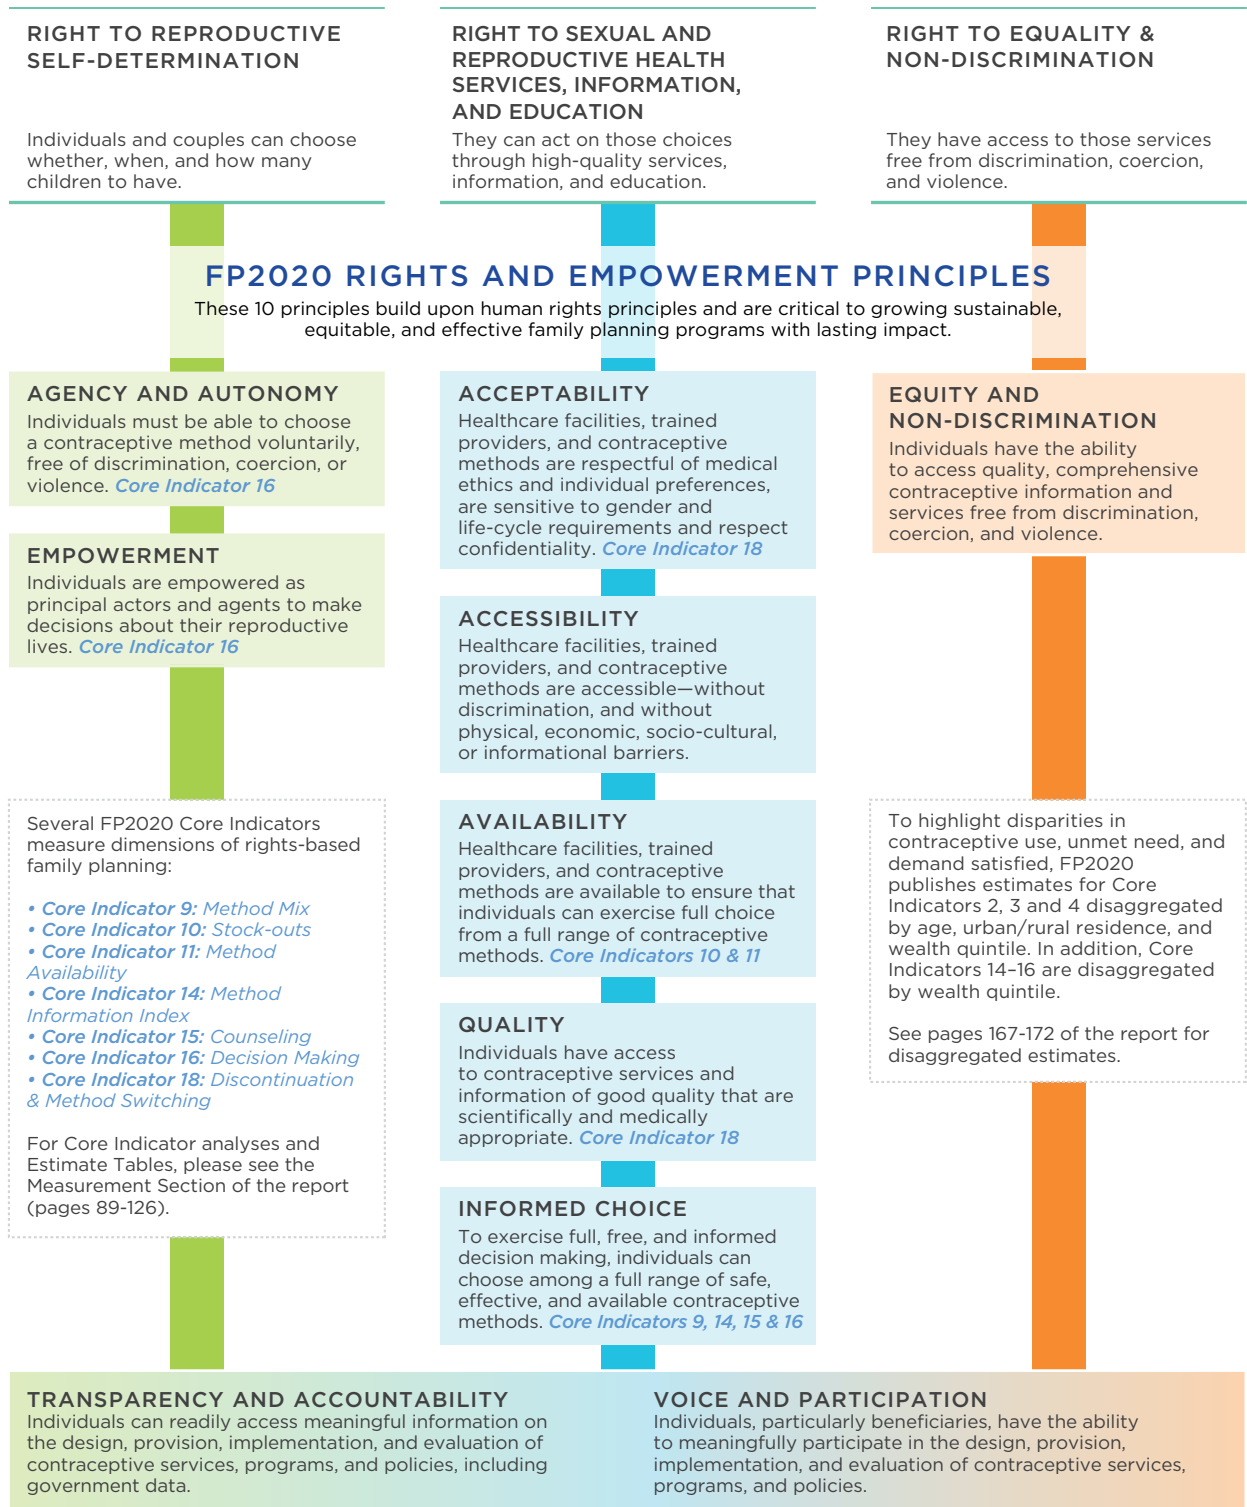 RIGHT TO REPRODUCTIVE
SELF-DETERMINATION
Individuals and couples can choose
whether, when, and how many
children to have.
RIGHT TO SEXUAL AND
REPRODUCTIVE HEALTH
SERVICES, INFORMATION,
AND EDUCATION
They can act on those choices
through high-quality services,
information, and education.
RIGHT TO EQUALITY &
NON-DISCRIMINATION
They have access to those services
free from discrimination, coercion,
and violence.
FP2020 RIGHTS AND EMPOWERMENT PRINCIPLES
These 10 principles build upon human rights principles and are critical to growing sustainable,
equitable, and effective family planning programs with lasting impact.
AGENCY AND AUTONOMY
Individuals must be able to choose
a contraceptive method voluntarily,
free of discrimination, coercion, or
violence. Core Indicator 16
EMPOWERMENT
Individuals are empowered as
principal actors and agents to make
decisions about their reproductive
lives. Core Indicator 16
Several FP2020 Core Indicators
measure dimensions of rights-based
family planning:
• Core Indicator 9: Method Mix
• Core Indicator 10: Stock-outs
• Core Indicator 11: Method
Availability
• Core Indicator 14: Method
Information Index
• Core Indicator 15: Counseling
• Core Indicator 16: Decision Making
• Core Indicator 18: Discontinuation
& Method Switching
For Core Indicator analyses and
Estimate Tables, please see the
Measurement Section of the report
(pages 89-126).
ACCEPTABILITY
Healthcare facilities, trained
providers, and contraceptive
methods are respectful of medical
ethics and individual preferences,
are sensitive to gender and
life-cycle requirements and respect
confidentiality. Core Indicator 18
ACCESSIBILITY
Healthcare facilities, trained
providers, and contraceptive
methods are accessible—without
discrimination, and without
physical, economic, socio-cultural,
or informational barriers.
AVAILABILITY
Healthcare facilities, trained
providers, and contraceptive
methods are available to ensure that
individuals can exercise full choice
from a full range of contraceptive
methods. Core Indicators 10 & 11
QUALITY
Individuals have access
to contraceptive services and
information of good quality that are
scientifically and medically
appropriate. Core Indicator 18
INFORMED CHOICE
To exercise full, free, and informed
decision making, individuals can
choose among a full range of safe,
effective, and available contraceptive
methods. Core Indicators 9, 14, 15 & 16
EQUITY AND
NON-DISCRIMINATION
Individuals have the ability
to access quality, comprehensive
contraceptive information and
services free from discrimination,
coercion, and violence.
To highlight disparities in
contraceptive use, unmet need, and
demand satisfied, FP2020
publishes estimates for Core
Indicators 2, 3 and 4 disaggregated
by age, urban/rural residence, and
wealth quintile. In addition, Core
Indicators 14–16 are disaggregated
by wealth quintile.
See pages 167-172 of the report for
disaggregated estimates.
TRANSPARENCY AND ACCOUNTABILITY
Individuals can readily access meaningful information on
the design, provision, implementation, and evaluation of
contraceptive services, programs, and policies, including
government data.
VOICE AND PARTICIPATION
Individuals, particularly beneficiaries, have the ability
to meaningfully participate in the design, provision,
implementation, and evaluation of contraceptive services,
programs, and policies.